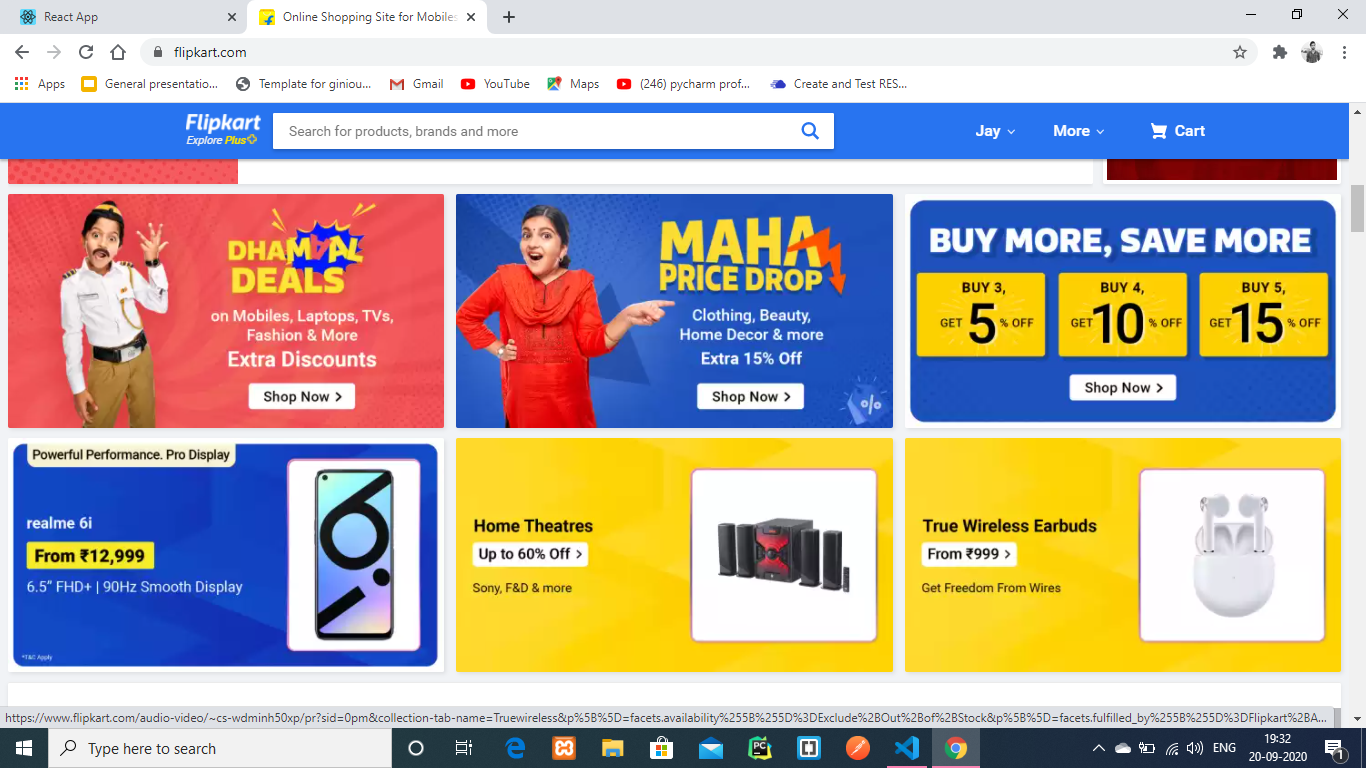 React App
Online Shopping Site for Mobiles
flipkart.com
Apps
General presentatio...
Template for giniou...
Gmail
YouTube
Maps
(246) pycharm prof...
Create and Test RES...
Flipkart
Explore Plus
Search for products, brands and more
Jay
More
Cart
DHAMAAL
DEALS
on Mobiles, Laptops, TVs,
Fashion & More
Extra Discounts
Shop Now
MAHA
PRICE DROP
Clothing, Beauty,
Home Decor & more
Extra 15% Off
Shop Now
%
BUY MORE, SAVE MORE
BUY 3,
GET 5% OFF
BUY 4,
GET 10% OFF
BUY 5,
GET 15% OFF
Shop Now
Powerful Performance. Pro Display
realme 6i
From ₹12,999
6.5” FHD+ | 90Hz Smooth Display
*T&C Apply
6i
Home Theatres
Up to 60% Off
Sony, F&D & more
True Wireless Earbuds
From ₹999
Get Freedom From Wires
https://www.flipkart.com/audio-video/~cs-wdminh50xp/pr?sid=0pm&collection-tab-name=Truewireless&p%5B%5D=facets.availability%255B%255D%3DExclude%2BOut%2Bof%2BStock&p%5B%5D=facets.fulfilled_by%255B%255D%3DFlipkart%2BA...
Type here to search
PC
ENG
19:32
20-09-2020
1